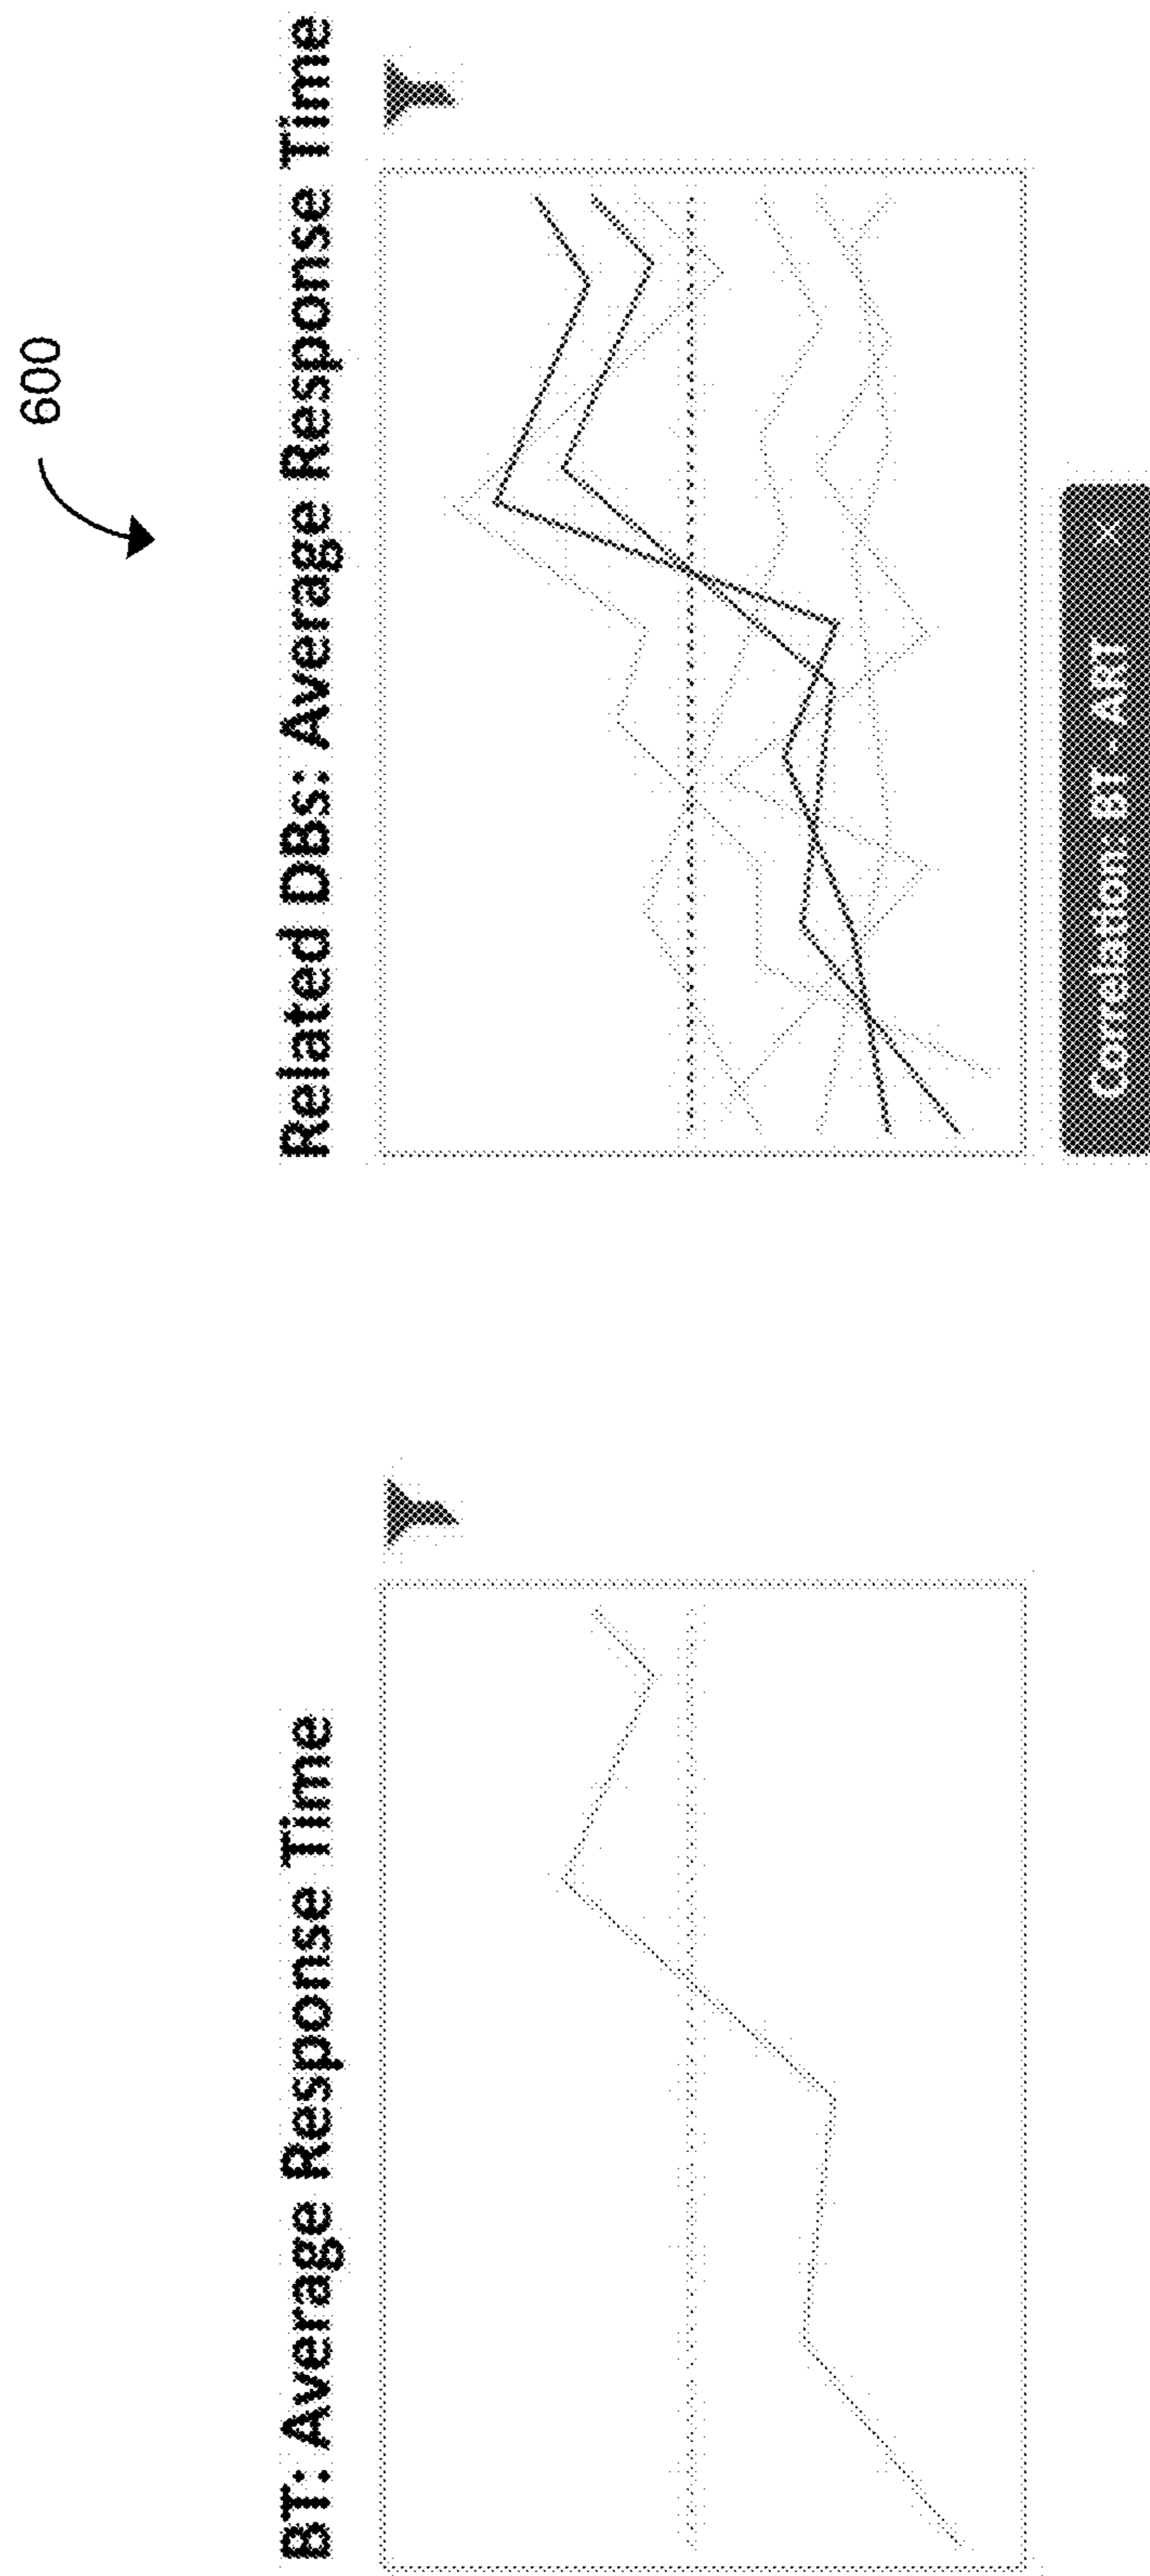 600
BT: Average Response Time
Related DBs: Average Response Time
Correlation: BT - ART ×